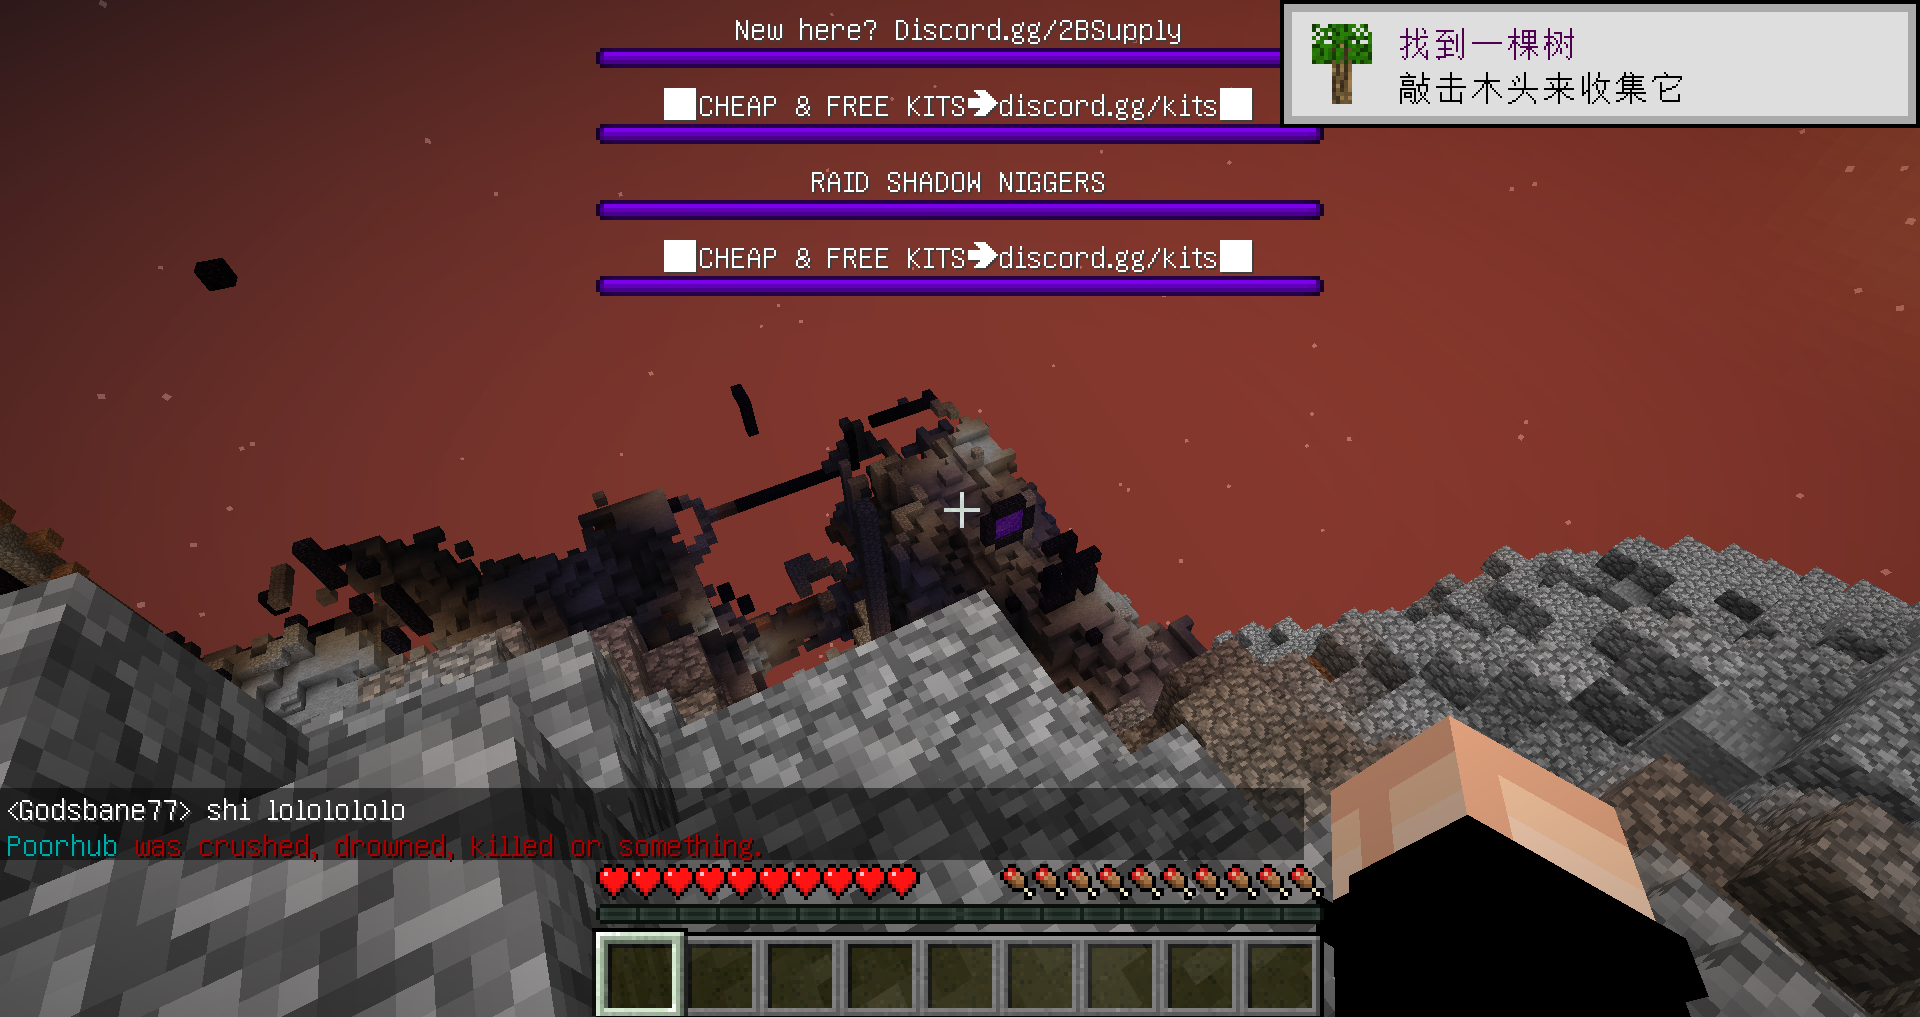 New here? Discord.gg/2BSupply
CHEAP & FREE KITS➔discord.gg/kits
RAID SHADOW NIGGERS
CHEAP & FREE KITS➔discord.gg/kits
找到一棵树
敲击木头来收集它
<Godsbane77> shi lolololololo
Poorhub was crushed, drowned, killed or something.